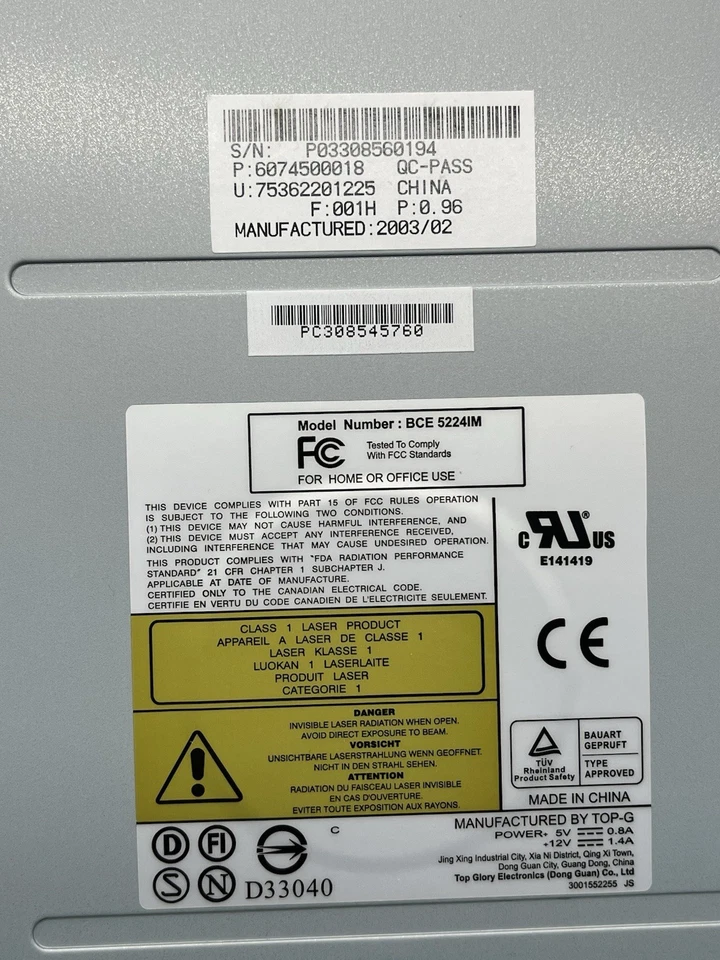 S/N: P03308560194
P:6074500018 QC-PASS
U:75362201225 CHINA
F:001H P:0.96
MANUFACTURED:2003/02
PC308545760
Model Number : BCE 5224IM
FC
Tested To Comply
With FCC Standards
FOR HOME OR OFFICE USE
THIS DEVICE COMPLIES WITH PART 15 OF FCC RULES OPERATION
IS SUBJECT TO THE FOLLOWING TWO CONDITIONS.
(1) THIS DEVICE MAY NOT CAUSE HARMFUL INTERFERENCE, AND
(2) THIS DEVICE MUST ACCEPT ANY INTERFERENCE RECEIVED,
INCLUDING INTERFERENCE THAT MAY CAUSE UNDESIRED OPERATION.
THIS PRODUCT COMPLIES WITH "FDA RADIATION PERFORMANCE
STANDARD" 21 CFR CHAPTER 1 SUBCHAPTER J.
APPLICABLE AT DATE OF MANUFACTURE.
CERTIFIED ONLY TO THE CANADIAN ELECTRICAL CODE.
CERTIFIE EN VERTU DU CODE CANADIEN DE L'ELECTRICITE SEULEMENT.
C RU® US
E141419
CE
CLASS 1 LASER PRODUCT
APPAREIL A LASER DE CLASSE 1
LASER KLASSE 1
LUOKAN 1 LASERLAITE
PRODUIT LASER
CATEGORIE 1
DANGER
INVISIBLE LASER RADIATION WHEN OPEN.
AVOID DIRECT EXPOSURE TO BEAM.
VORSICHT
UNSICHTBARE LASERSTRAHLUNG WENN GEOFFNET.
NICHT IN DEN STRAHL SEHEN.
ATTENTION
RADIATION DU FAISCEAU LASER INVISIBLE
EN CAS D'OUVERTURE.
EVITER TOUTE EXPOSITION AUX RAYONS.
TÜV
Rheinland
Product Safety
BAUART
GEPRUFT
TYPE
APPROVED
MADE IN CHINA
D FI
S N D33040
C
MANUFACTURED BY TOP-G
POWER: 5V 0.8A
+12V 1.4A
Jing Xing Industrial City, Xia Ni District, Qing Xi Town,
Dong Guan City, Guang Dong, China
Top Glory Electronics (Dong Guan) Co., Ltd
3001552255 JS